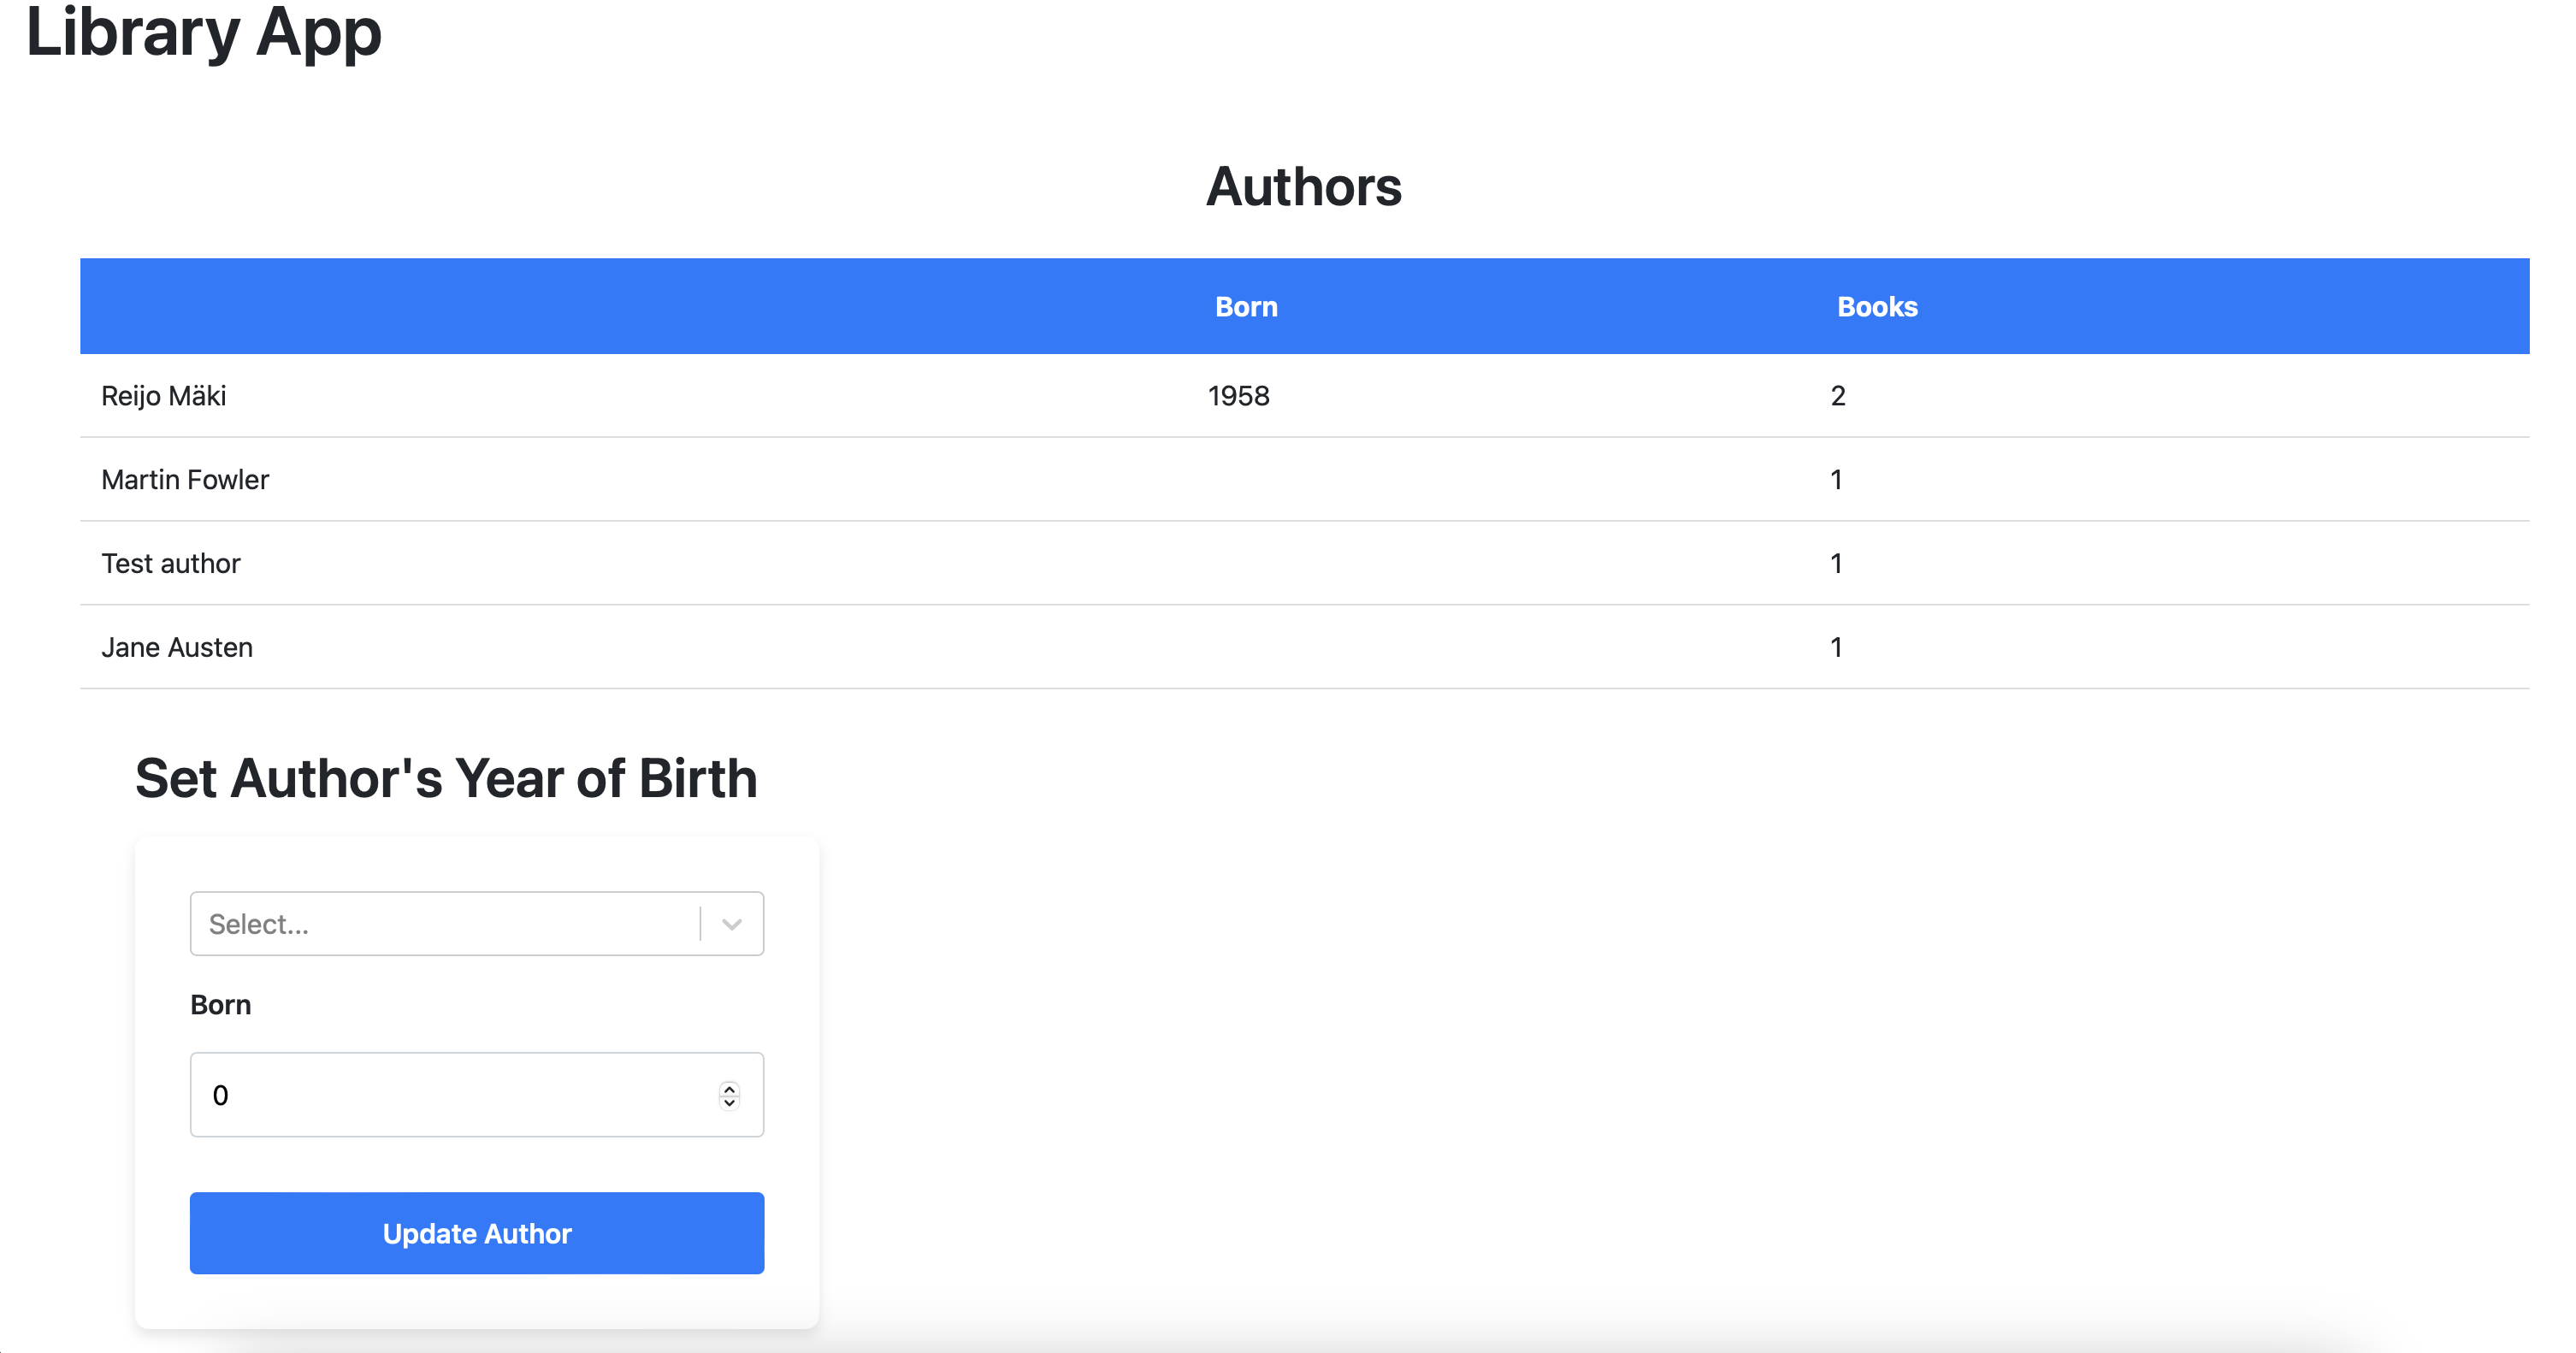 Library App
Authors
Born Books
Reijo Mäki 1958 2
Martin Fowler 1
Test author 1
Jane Austen 1
Set Author's Year of Birth
Select...
Born
0
Update Author